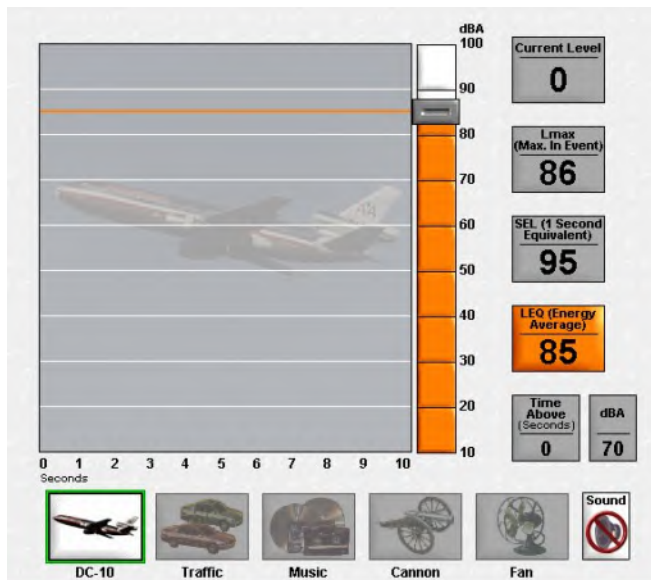 dBA
100
90
80
70
60
50
40
30
20
10
0 1 2 3 4 5 6 7 8 9 10
Seconds
Current Level
0
Lmax
(Max. In Event)
86
SEL (1 Second
Equivalent)
95
LEQ (Energy
Average)
85
Time
Above
(Seconds)
0
dBA
70
DC-10
Traffic
Music
Cannon
Fan
Sound